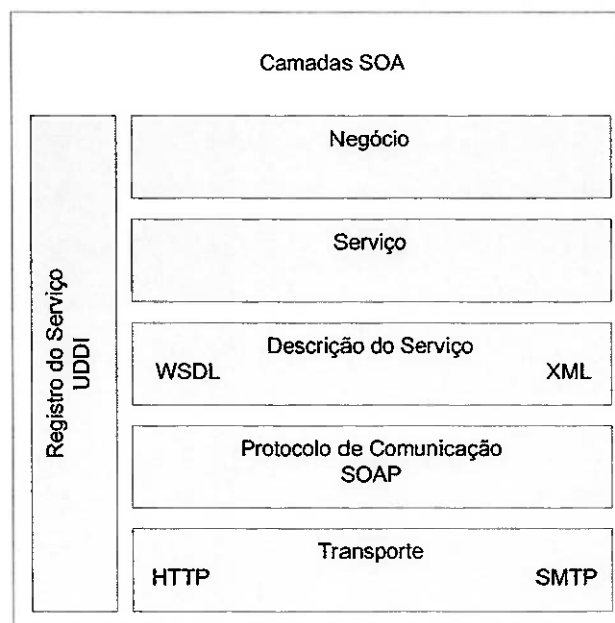 Camadas SOA
Registro do Serviço
UDDI
Negócio
Serviço
Descrição do Serviço
WSDL XML
Protocolo de Comunicação
SOAP
Transporte
HTTP SMTP